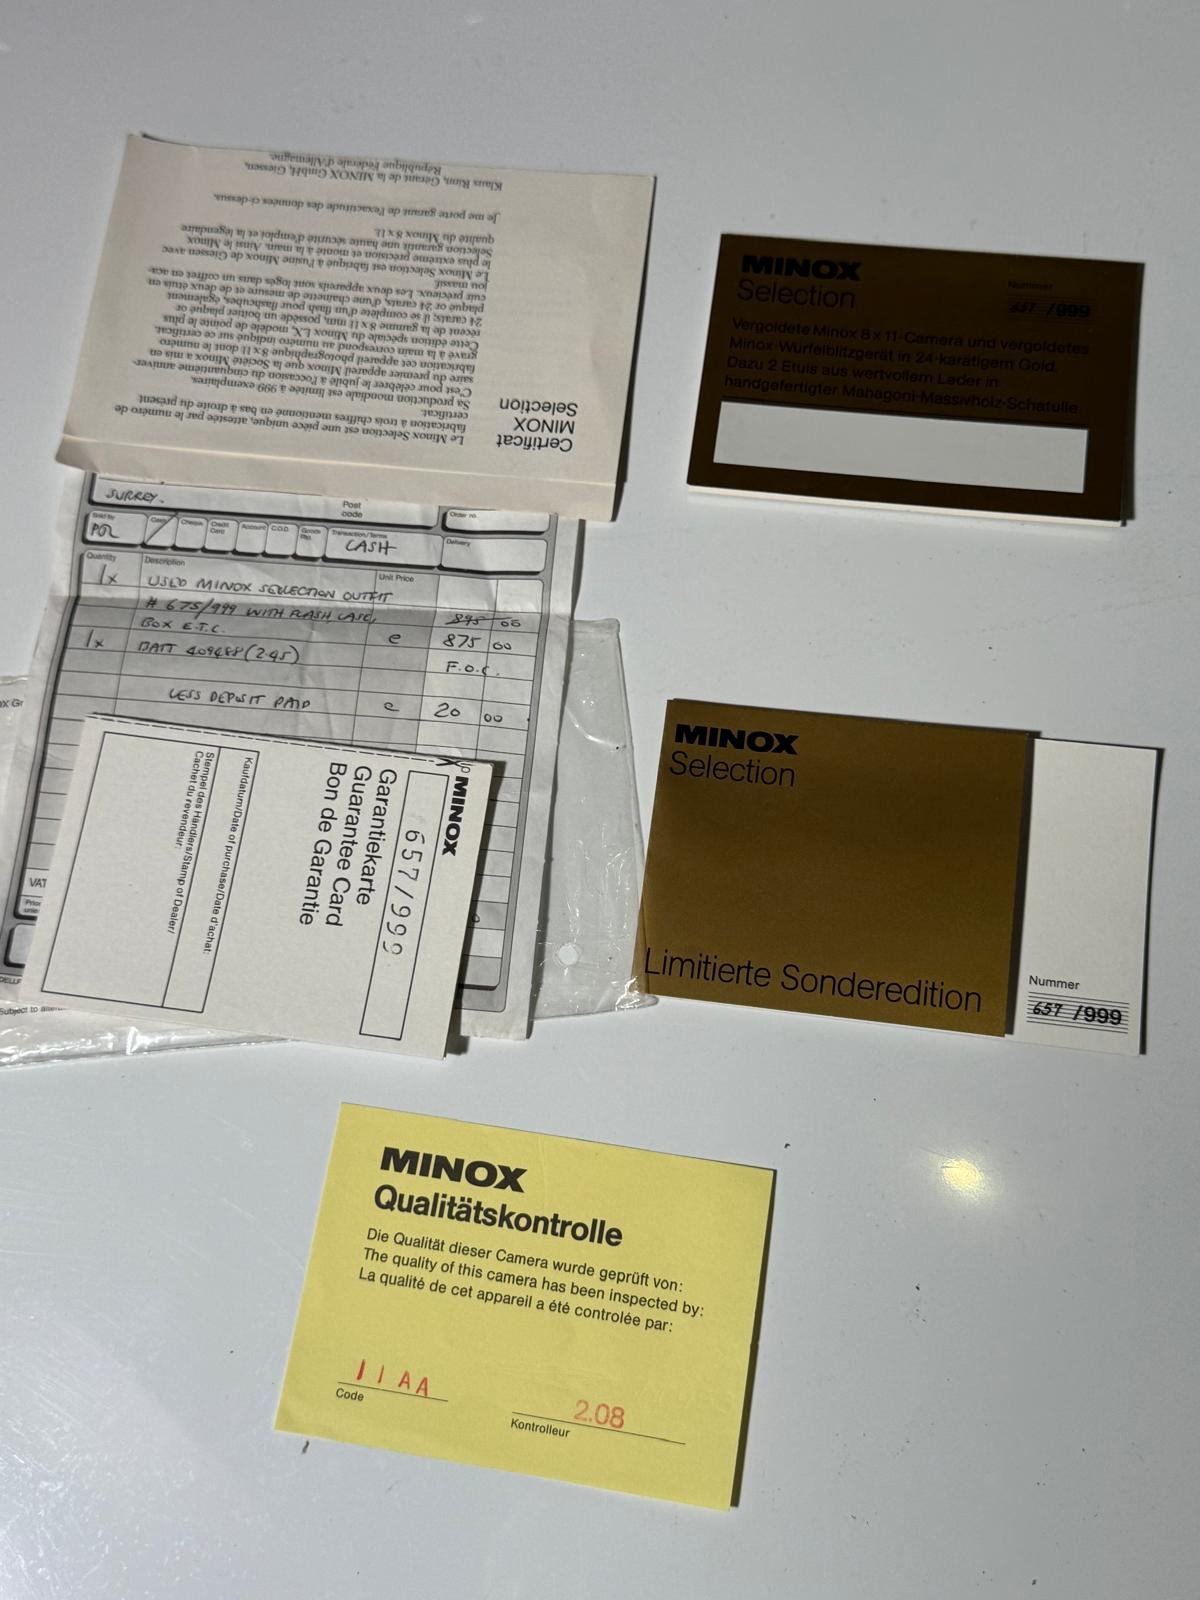 Certificat
MINOX
Selection
Le Minox Selection est une pièce unique, attestée par le numéro de
fabrication à trois chiffres mentionné en bas à droite du présent
certificat.
Sa production mondiale est limitée à 999 exemplaires.
C'est pour célébrer le jubilé à l'occasion du cinquantième anniver-
saire du premier appareil Minox que la Société Minox a mis en
fabrication cet appareil photographique 8 x 11 dont le numéro
gravé à la main correspond au numéro indiqué sur ce certificat.
Cette édition spéciale du Minox LX, modèle de pointe le plus
récent de la gamme 8 x 11 mm, possède un boîtier plaqué or
24 carats; il se complète d'un flash pour flashcubes, également
plaqué or 24 carats, d'une chaînette de mesure et de deux étuis en
cuir précieux. Les deux appareils sont logés dans un coffret en aca-
jou massif.
Le Minox Selection est fabriqué à l'usine Minox de Giessen avec
la plus extrême précision et monté à la main. Ainsi le Minox
Selection garantit une haute sécurité d'emploi et la légendaire
qualité du Minox 8 x 11.
Je me porte garant de l'exactitude des données ci-dessus.
Klaus Rinn, Gérant de la MINOX GmbH, Giessen,
République Fédérale d'Allemagne.
MINOX
Selection
Nummer
657 /999
Vergoldete Minox 8 x 11-Camera und vergoldetes
Minox-Würfelblitzgerät in 24-karätigem Gold.
Dazu 2 Etuis aus wertvollem Leder in
handgefertigter Mahagoni-Massivholz-Schatulle.
SURREY.
Post
code
Order no.
Sold by
POL
Cash
Cheque
Credit
Card
Account
C.O.D.
Goods
Rtd.
Transaction/Terms
CASH
Delivery
Quantity
Description
Unit Price
1x USED MINOX SELECTION OUTFIT
# 675/999 WITH FLASH CASE, 895 00
BOX E.T.C. e 875 00
1x BATT 409488 (2.45) F.O.C.
LESS DEPOSIT PAID e 20 00
VAT
Subject to
MINOX
657/999
Garantiekarte
Guarantee Card
Bon de Garantie
Kaufdatum/Date of purchase/Date d'achat:
Stempel des Händlers/Stamp of Dealer/
Cachet du revendeur:
MINOX
Selection
Limitierte Sonderedition
Nummer
657 /999
MINOX
Qualitätskontrolle
Die Qualität dieser Camera wurde geprüft von:
The quality of this camera has been inspected by:
La qualité de cet appareil a été controlée par:
11AA
Code
2.08
Kontrolleur